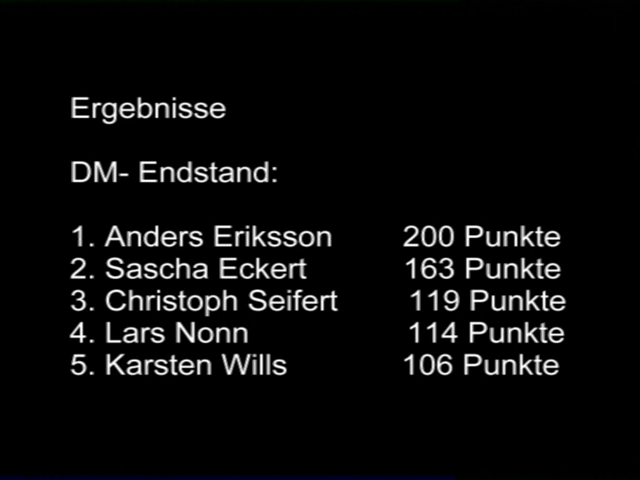 Ergebnisse
DM- Endstand:
1. Anders Eriksson 200 Punkte
2. Sascha Eckert 163 Punkte
3. Christoph Seifert 119 Punkte
4. Lars Nonn 114 Punkte
5. Karsten Wills 106 Punkte